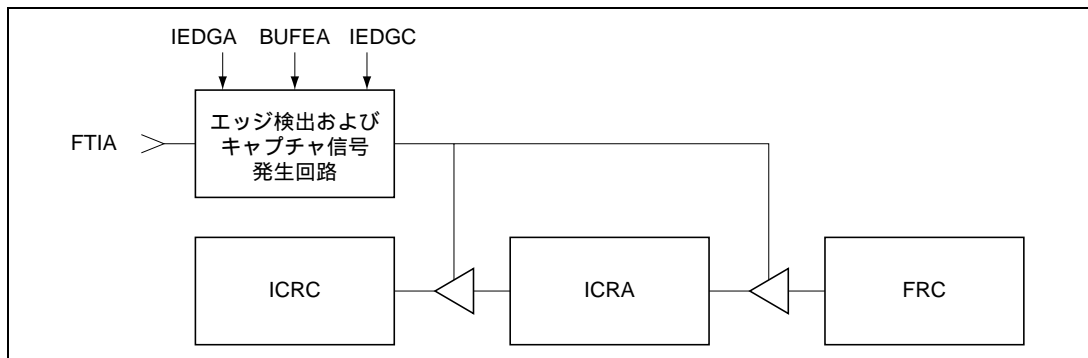 IEDGA BUFEA IEDGC
FTIA
エッジ検出および
キャプチャ信号
発生回路
ICRC ICRA FRC